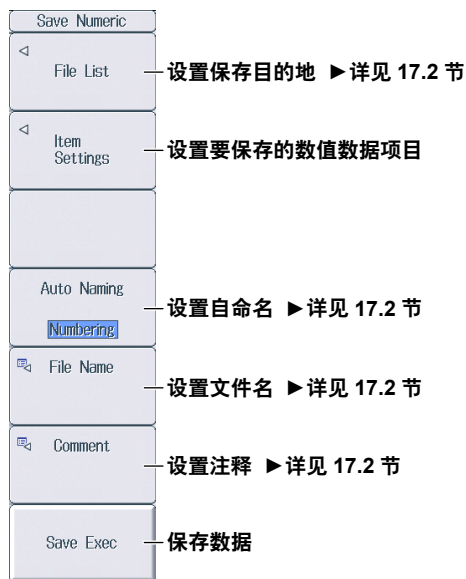 Save Numeric
File List
设置保存目的地 ►详见 17.2 节
Item
Settings
设置要保存的数值数据项目
Auto Naming
Numbering
设置自命名 ►详见 17.2 节
File Name
设置文件名 ►详见 17.2 节
Comment
设置注释 ►详见 17.2 节
Save Exec
保存数据